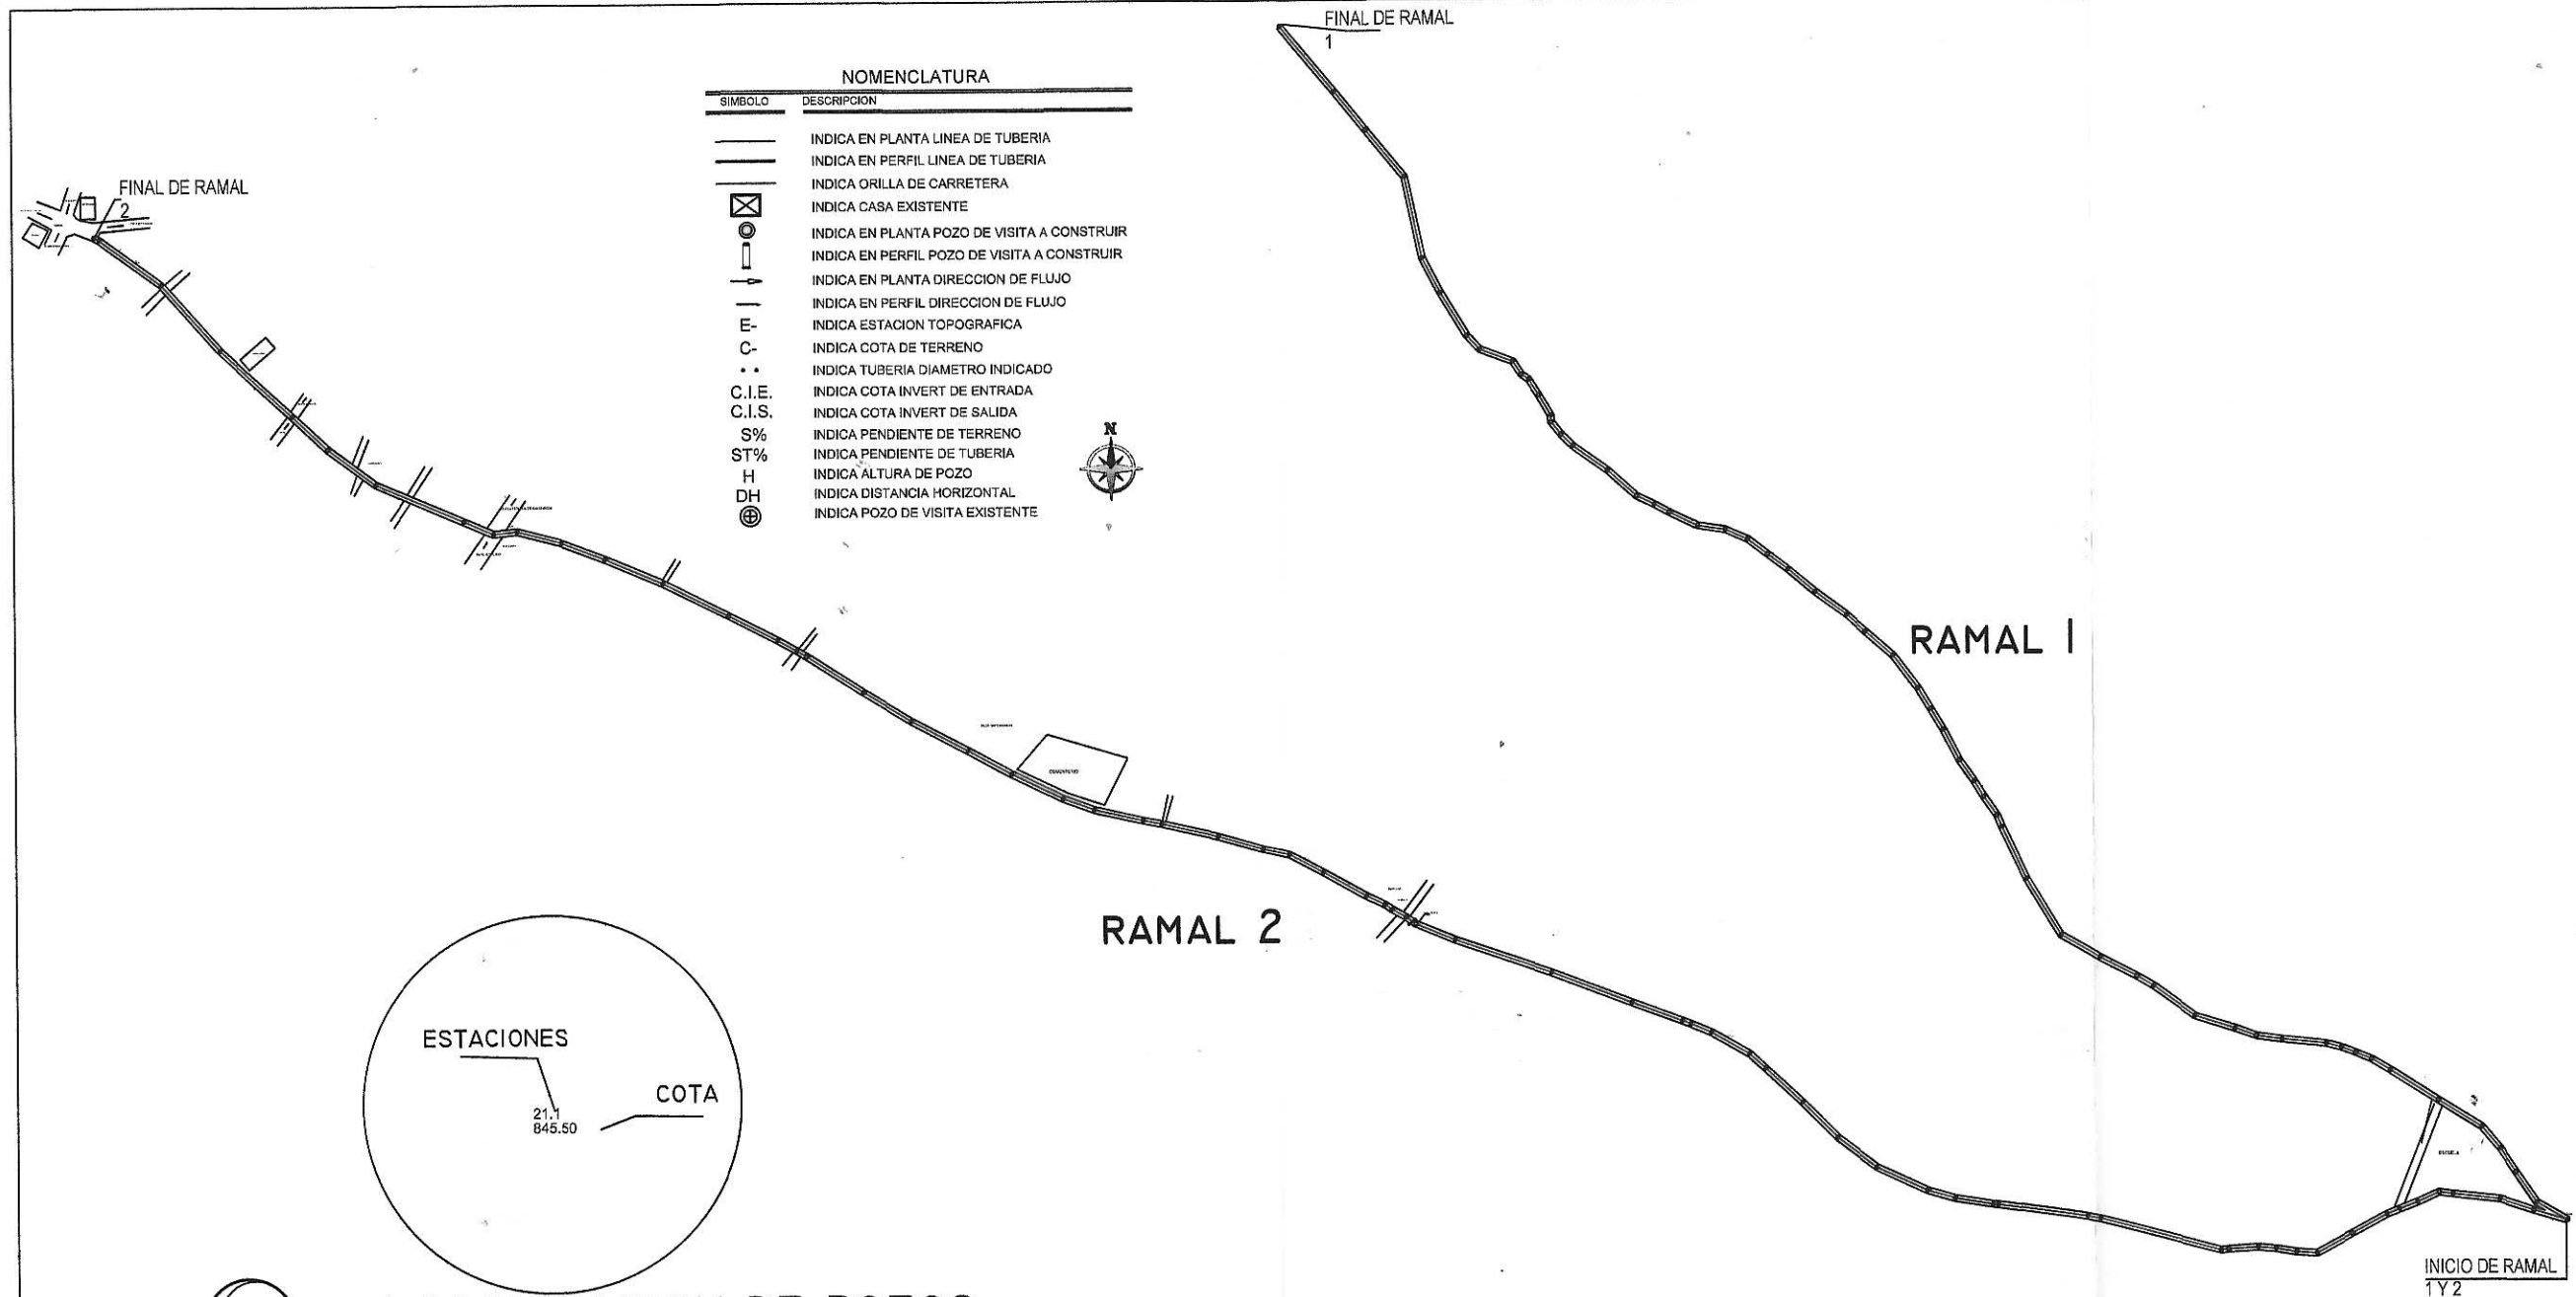 FINAL DE RAMAL
1
NOMENCLATURA
SIMBOLO DESCRIPCION
INDICA EN PLANTA LINEA DE TUBERIA
INDICA EN PERFIL LINEA DE TUBERIA
INDICA ORILLA DE CARRETERA
INDICA CASA EXISTENTE
INDICA EN PLANTA POZO DE VISITA A CONSTRUIR
INDICA EN PERFIL POZO DE VISITA A CONSTRUIR
INDICA EN PLANTA DIRECCION DE FLUJO
INDICA EN PERFIL DIRECCION DE FLUJO
E- INDICA ESTACION TOPOGRAFICA
C- INDICA COTA DE TERRENO
INDICA TUBERIA DIAMETRO INDICADO
C.I.E. INDICA COTA INVERT DE ENTRADA
C.I.S. INDICA COTA INVERT DE SALIDA
S% INDICA PENDIENTE DE TERRENO
ST% INDICA PENDIENTE DE TUBERIA
H INDICA ALTURA DE POZO
DH INDICA DISTANCIA HORIZONTAL
INDICA POZO DE VISITA EXISTENTE
N
FINAL DE RAMAL
2
RAMAL 1
RAMAL 2
ESTACIONES
COTA
21.1
845.50
ESCUELA
INICIO DE RAMAL
1 Y 2